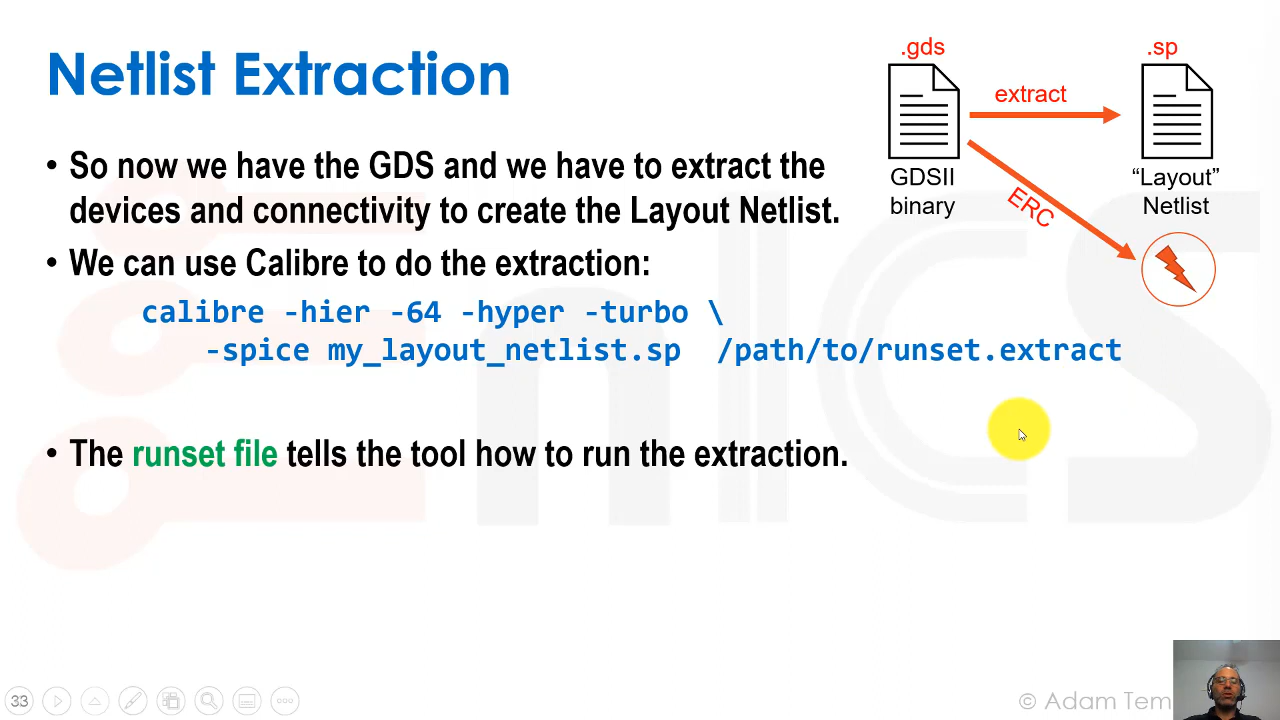 Netlist Extraction
• So now we have the GDS and we have to extract the
devices and connectivity to create the Layout Netlist.
• We can use Calibre to do the extraction:
calibre -hier -64 -hyper -turbo \
-spice my_layout_netlist.sp /path/to/runset.extract
• The runset file tells the tool how to run the extraction.
.gds
extract
.sp
GDSII
binary
ERC
“Layout”
Netlist
33
© Adam Tem